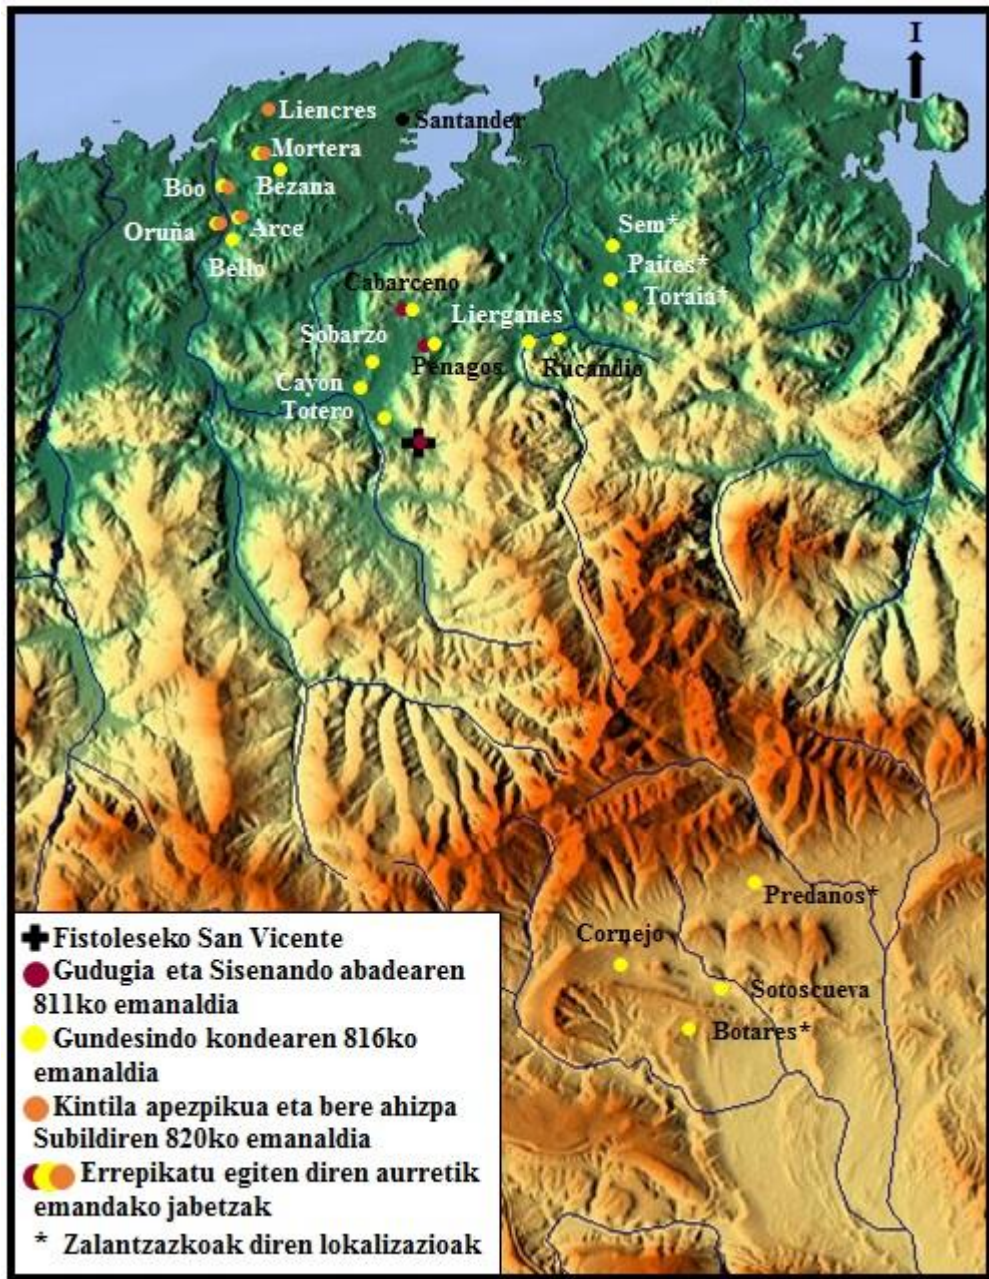 I
Liencres
Santander
Mortera
Boo
Bezana
Oruña
Arce
Bello
Sem*
Paites*
Cabarceno
Toraia*
Lierganes
Sobarzo
Penagos
Rucandio
Cayon
Totero
Predanos*
Cornejo
Sotoscueva
Botares*
Fistoleseko San Vicente
Gudugia eta Sisenando abadearen
811ko emanaldia
Gundesindo kondearen 816ko
emanaldia
Kintila apezpikua eta bere ahizpa
Subildiren 820ko emanaldia
Errepikatu egiten diren aurretik
emandako jabetzak
* Zalantzazkoak diren lokalizazioak